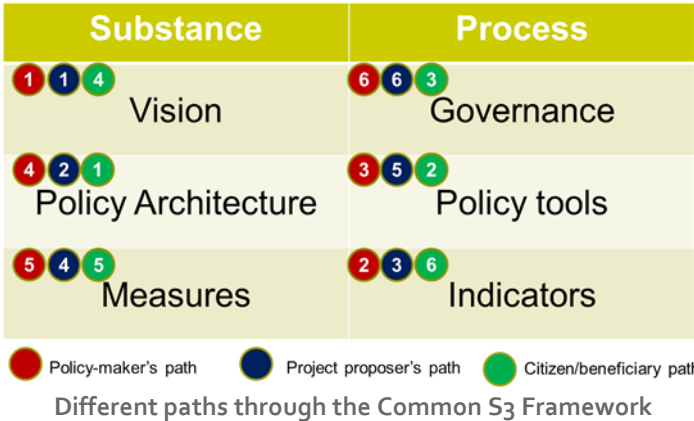 Substance Process
1 1 4 6 6 3
Vision Governance
4 2 1 3 5 2
Policy Architecture Policy tools
5 4 5 2 3 6
Measures Indicators
Policy-maker's path Project proposer's path Citizen/beneficiary path
Different paths through the Common S3 Framework